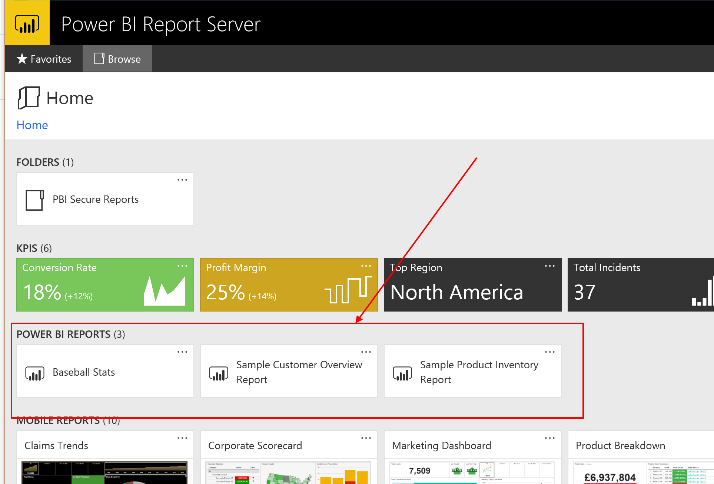 Power BI Report Server
Favorites
Browse
Home
Home
FOLDERS (1)
...
PBI Secure Reports
KPIS (6)
Conversion Rate ...
18% (+12%)
Profit Margin ...
25% (+14%)
Top Region ...
North America
Total Incidents
37
POWER BI REPORTS (3)
...
Baseball Stats
...
Sample Customer Overview
Report
...
Sample Product Inventory
Report
MOBILE REPORTS (10)
Claims Trends ...
Corporate Scorecard ...
Marketing Dashboard ...
7,509
Product Breakdown
£6,937,804